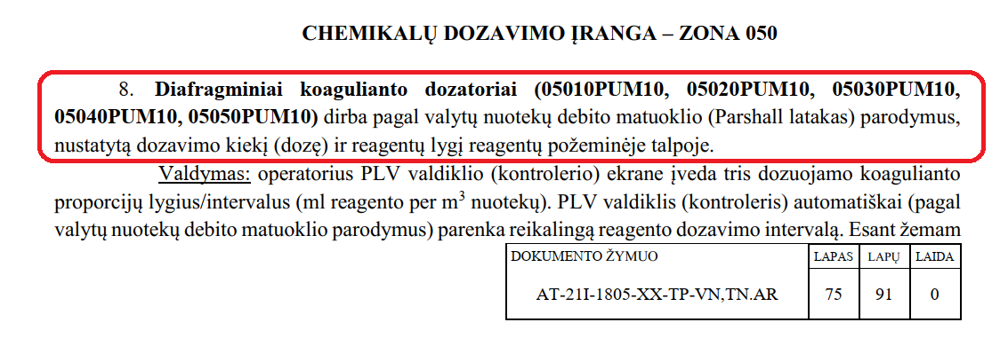 CHEMIKALŲ DOZAVIMO ĮRANGA – ZONA 050
8. Diafragminiai koagulianto dozatoriai (05010PUM10, 05020PUM10, 05030PUM10,
05040PUM10, 05050PUM10) dirba pagal valytų nuotekų debito matuoklio (Parshall latakas) parodymus,
nustatytą dozavimo kiekį (dozę) ir reagentų lygį reagentų požeminėje talpoje.
Valdymas: operatorius PLV valdiklio (kontrolerio) ekrane įveda tris dozuojamo koagulianto
proporcijų lygius/intervalus (ml reagento per m³ nuotekų). PLV valdiklis (kontroleris) automatiškai (pagal
valytų nuotekų debito matuoklio parodymus) parenka reikalingą reagento dozavimo intervalą. Esant žemam
DOKUMENTO ŽYMUO LAPAS LAPŲ LAIDA
AT-21I-1805-XX-TP-VN,TN.AR 75 91 0